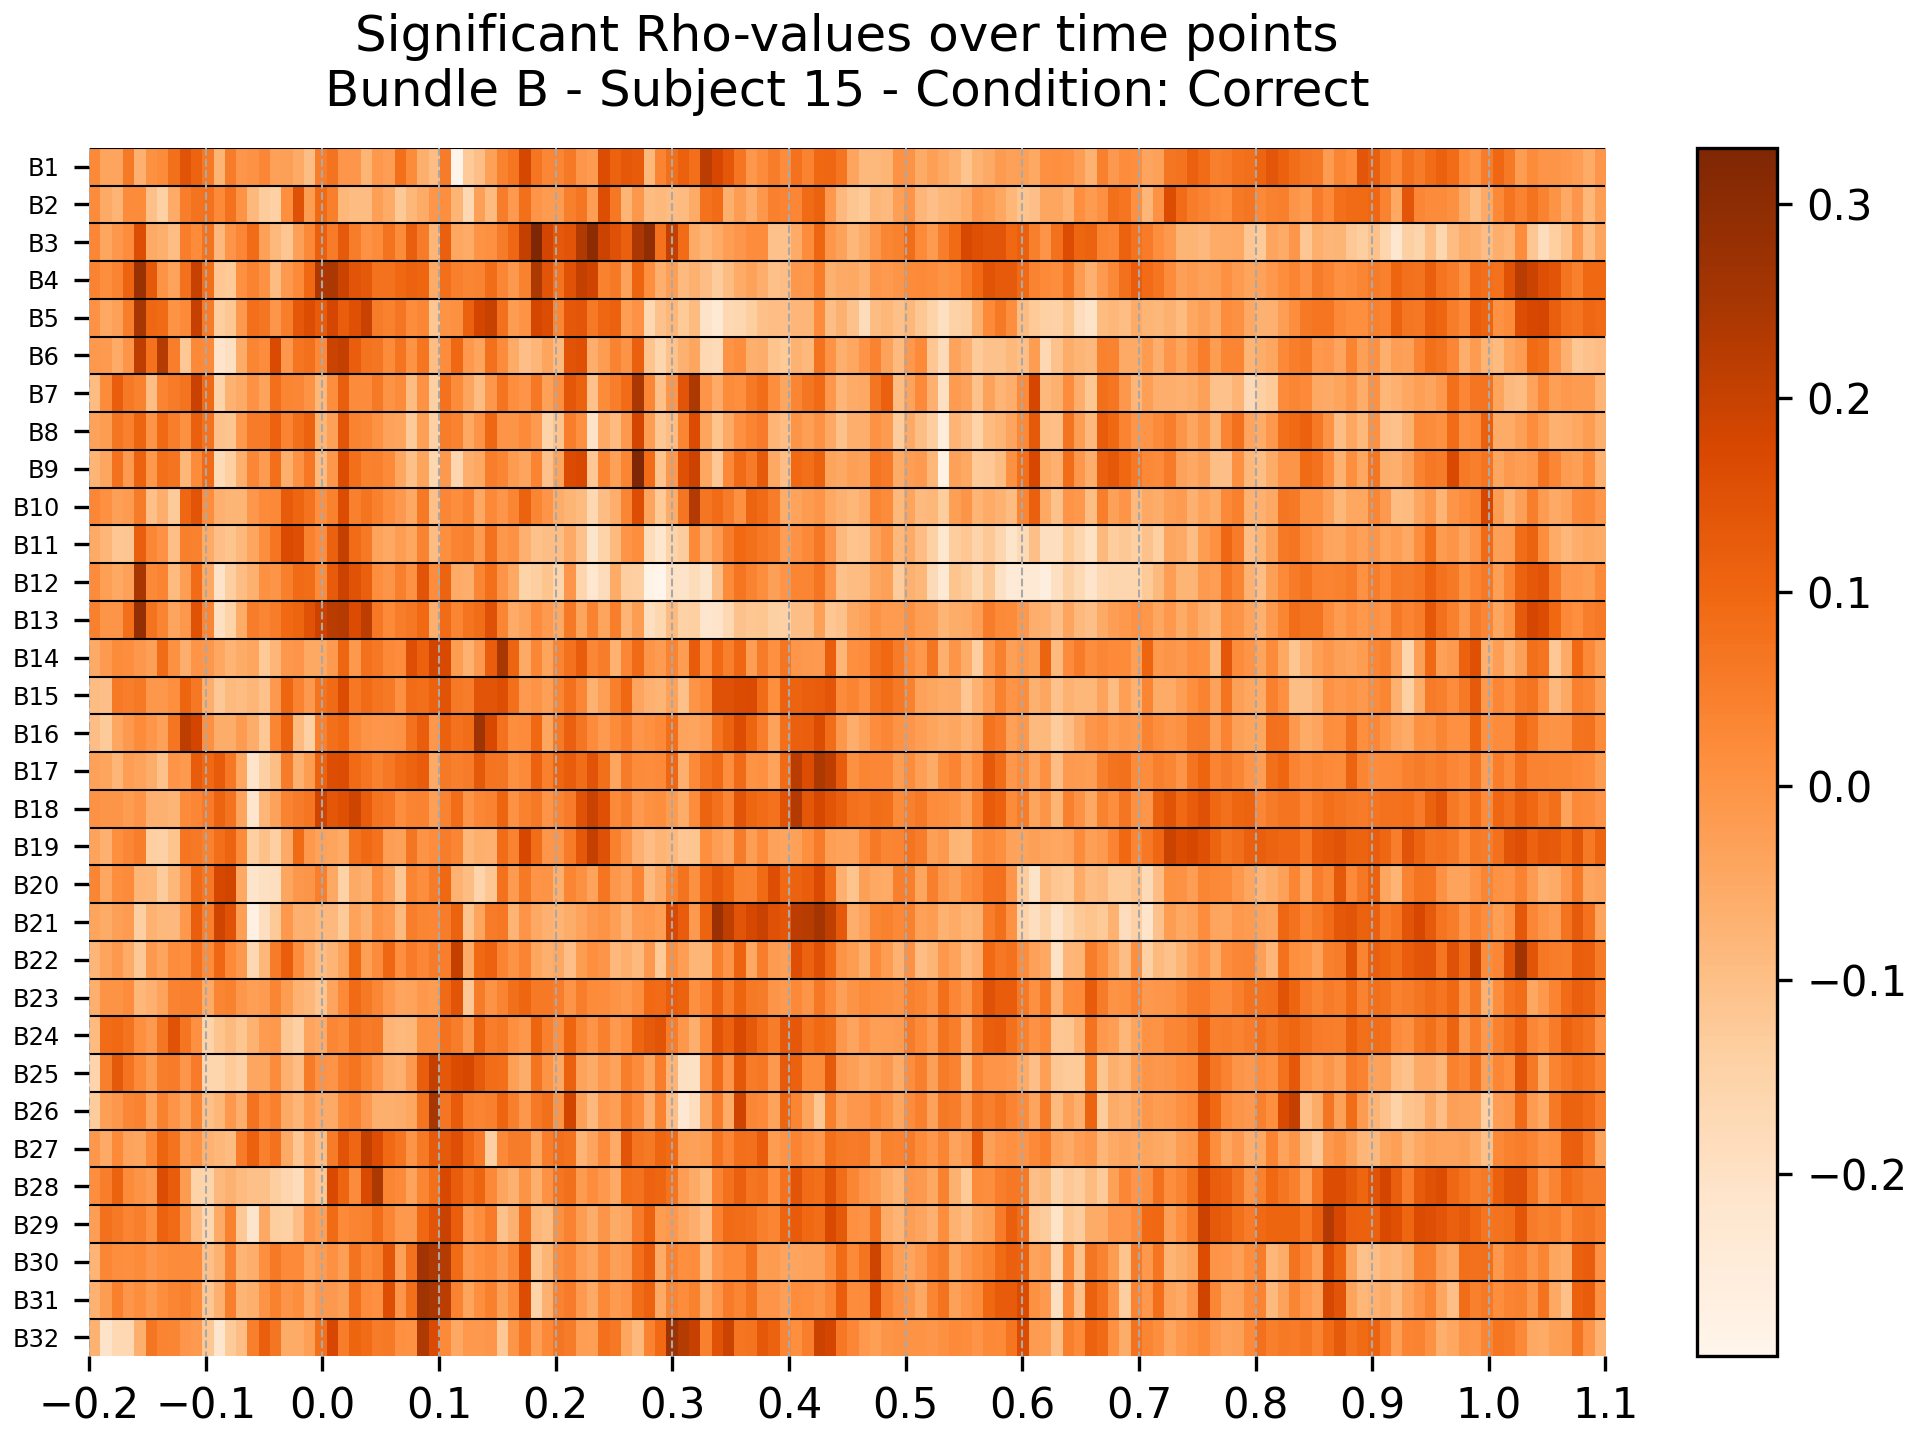 Significant Rho-values over time points
Bundle B - Subject 15 - Condition: Correct
B1
B2
B3
B4
B5
B6
B7
B8
B9
B10
B11
B12
B13
B14
B15
B16
B17
B18
B19
B20
B21
B22
B23
B24
B25
B26
B27
B28
B29
B30
B31
B32
−0.2 −0.1 0.0 0.1 0.2 0.3 0.4 0.5 0.6 0.7 0.8 0.9 1.0 1.1
0.3
0.2
0.1
0.0
−0.1
−0.2